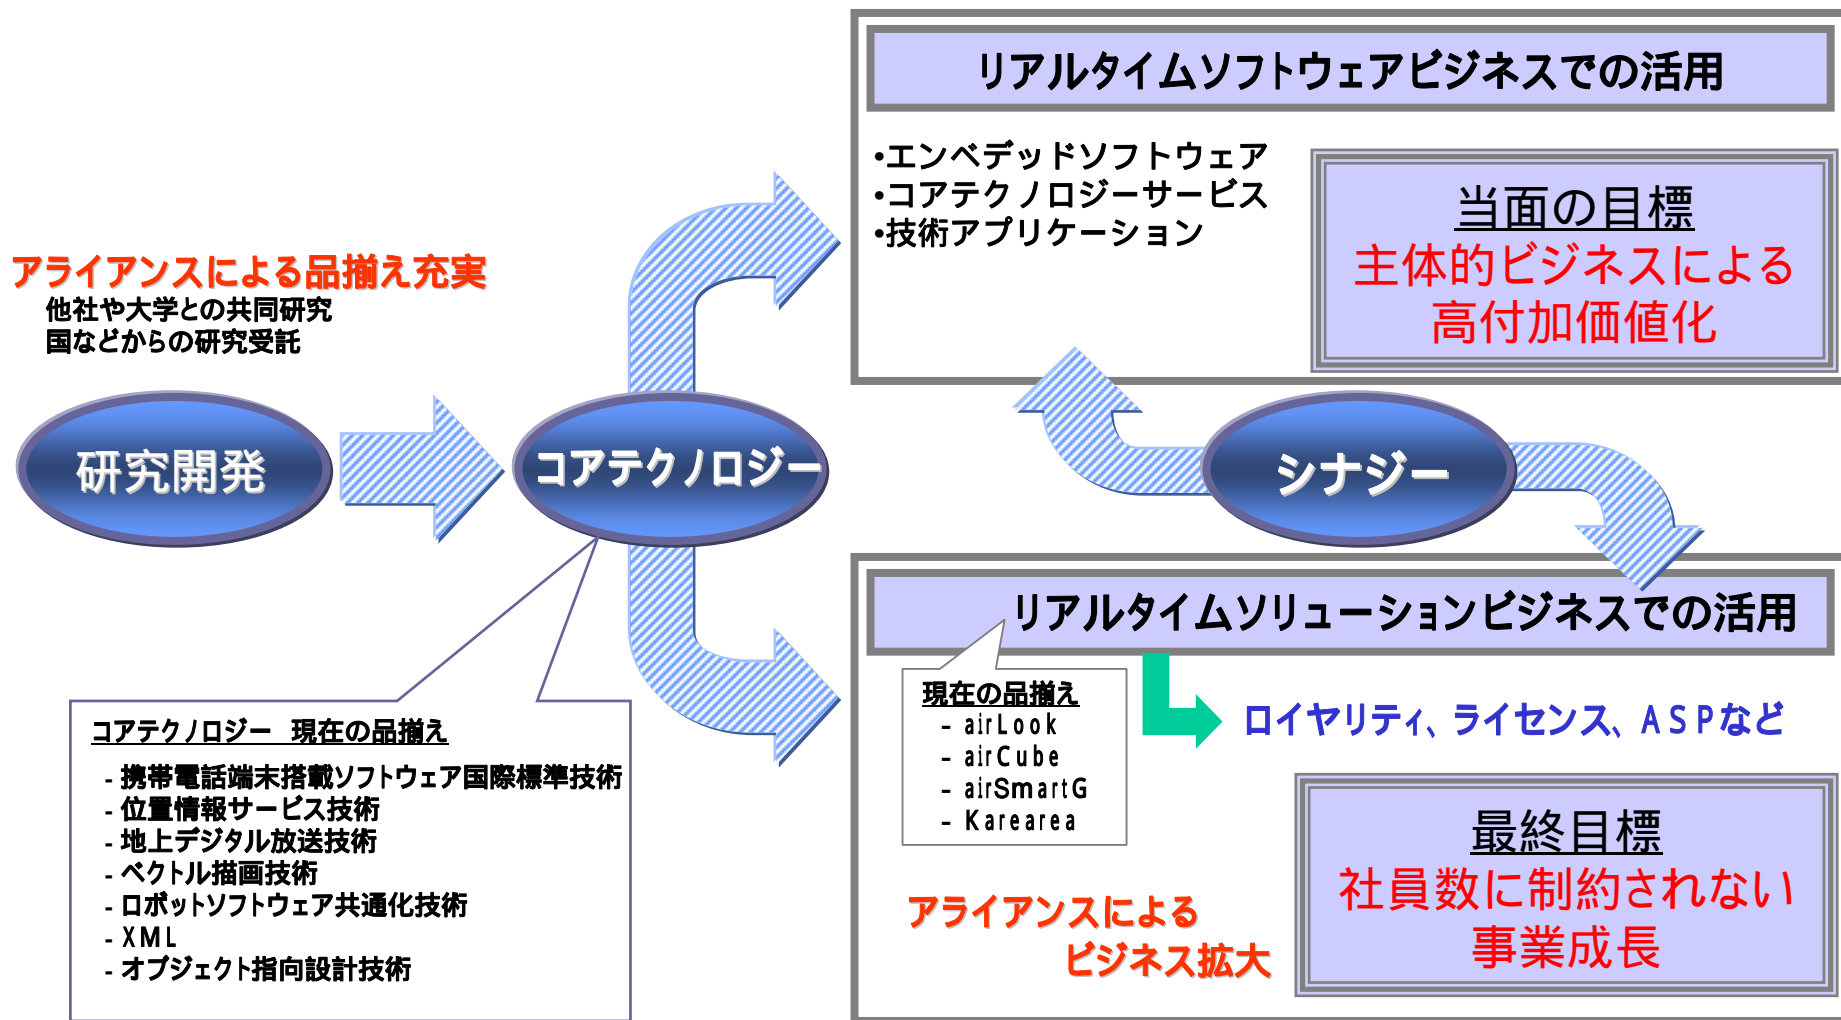 リアルタイムソフトウェアビジネスでの活用
•エンベデッドソフトウェア
•コアテクノロジーサービス
•技術アプリケーション
当面の目標
主体的ビジネスによる
高付加価値化
アライアンスによる品揃え充実
他社や大学との共同研究
国などからの研究受託
研究開発
コアテクノロジー
シナジー
リアルタイムソリューションビジネスでの活用
現在の品揃え
– airLook
– airCube
– airSmartG
– Karearea
ロイヤリティ、ライセンス、ASPなど
コアテクノロジー 現在の品揃え
- 携帯電話端末搭載ソフトウェア国際標準技術
- 位置情報サービス技術
- 地上デジタル放送技術
- ベクトル描画技術
- ロボットソフトウェア共通化技術
- XML
- オブジェクト指向設計技術
アライアンスによる
ビジネス拡大
最終目標
社員数に制約されない
事業成長